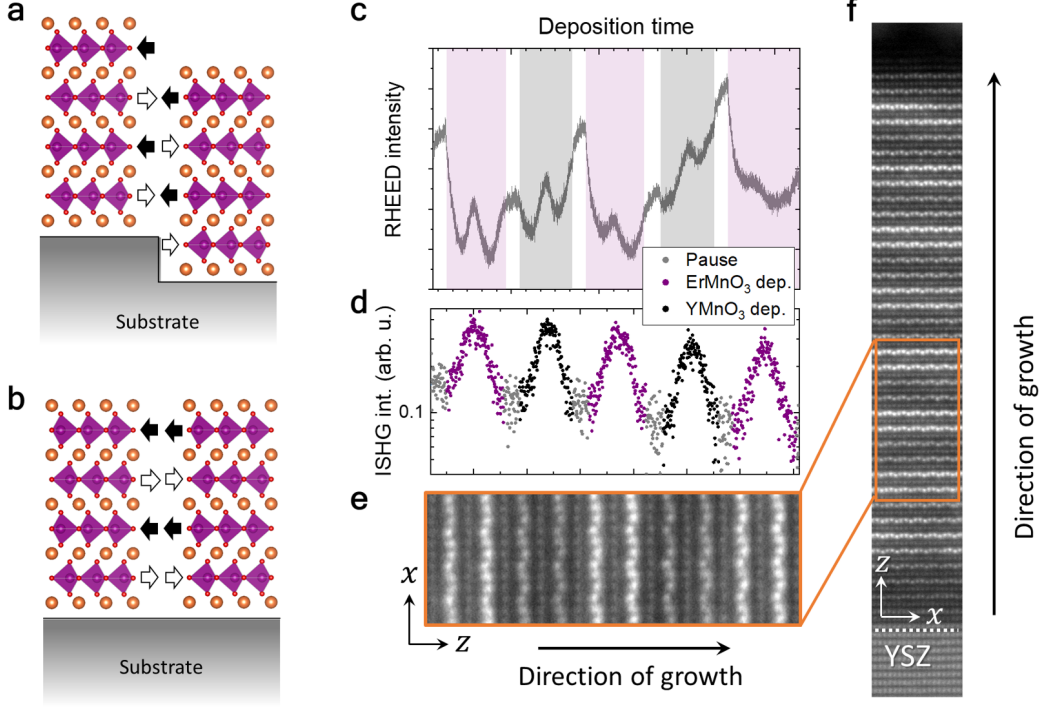 a
Substrate
b
Substrate
c
Deposition time
RHEED intensity
Pause
ErMnO₃ dep.
YMnO₃ dep.
d
ISHG int. (arb. u.)
0.1
e
x
z
Direction of growth
f
Direction of growth
z
x
YSZ